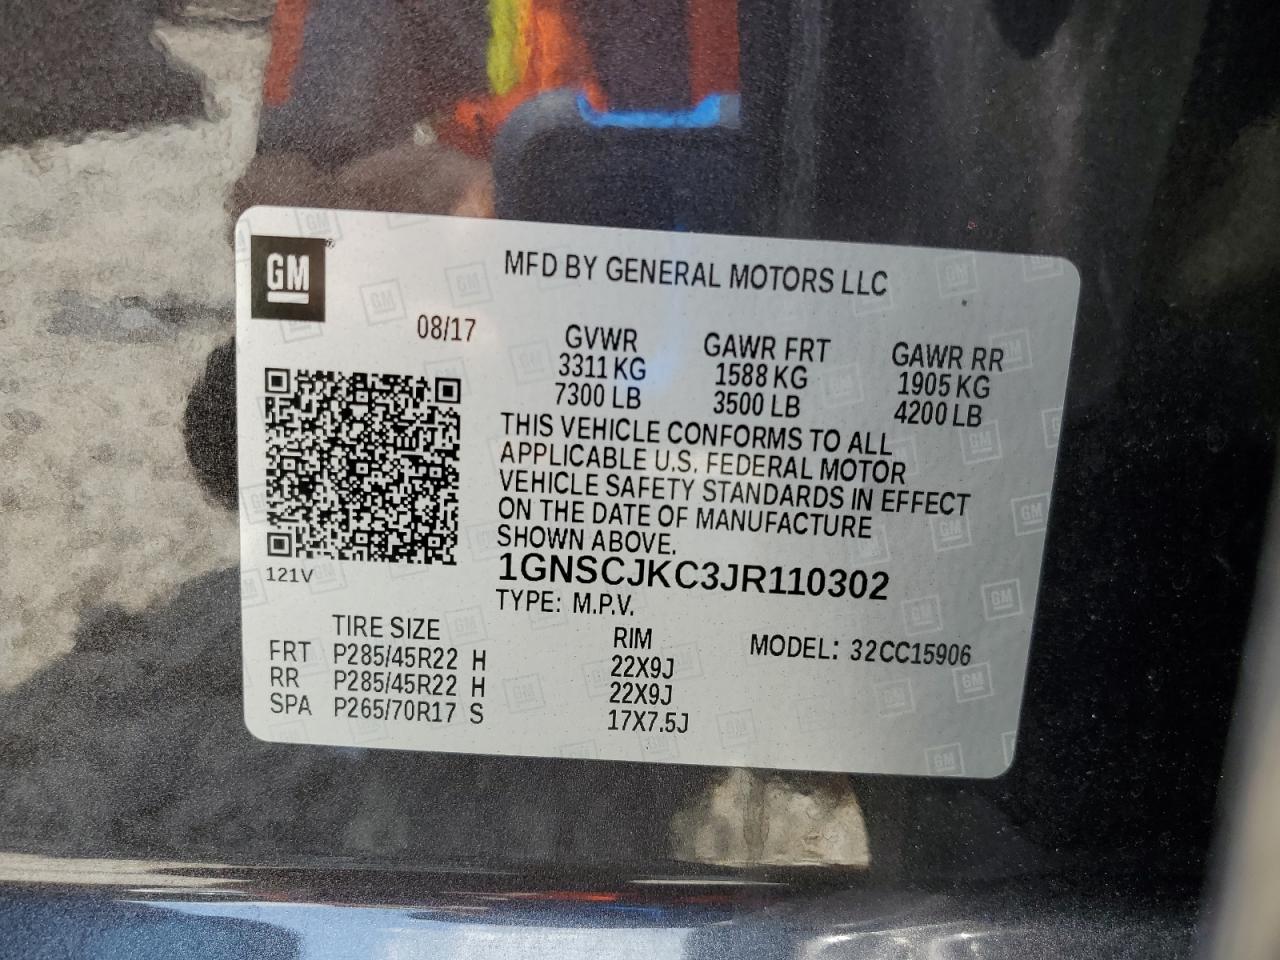 GM®
MFD BY GENERAL MOTORS LLC
08/17
GVWR GAWR FRT GAWR RR
3311 KG 1588 KG 1905 KG
7300 LB 3500 LB 4200 LB
THIS VEHICLE CONFORMS TO ALL
APPLICABLE U.S. FEDERAL MOTOR
VEHICLE SAFETY STANDARDS IN EFFECT
ON THE DATE OF MANUFACTURE
SHOWN ABOVE.
121V
1GNSCJKC3JR110302
TYPE: M.P.V.
TIRE SIZE RIM MODEL: 32CC15906
FRT P285/45R22 H 22X9J
RR P285/45R22 H 22X9J
SPA P265/70R17 S 17X7.5J